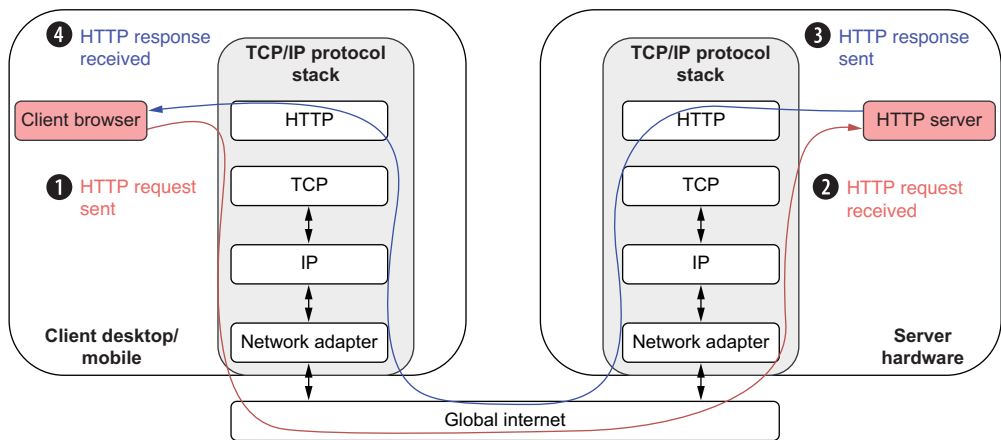 4 HTTP response
received
TCP/IP protocol
stack
Client browser
HTTP
1 HTTP request
sent
TCP
IP
Network adapter
Client desktop/
mobile
TCP/IP protocol
stack
3 HTTP response
sent
HTTP
HTTP server
TCP
2 HTTP request
received
IP
Network adapter
Server
hardware
Global internet